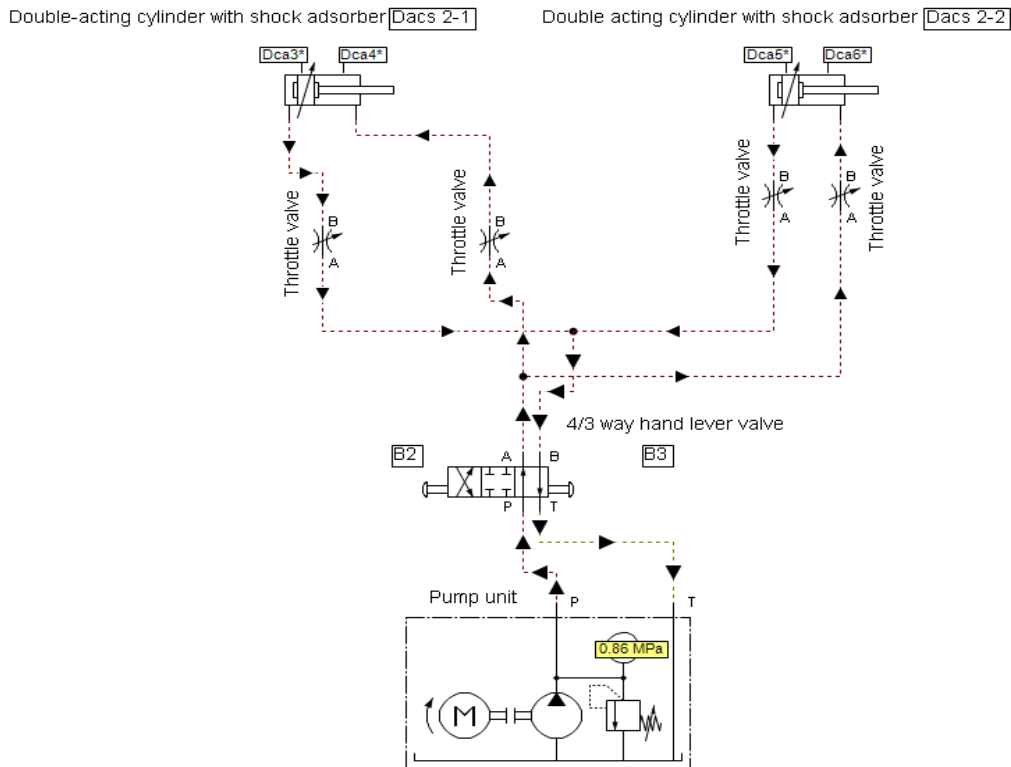 Double-acting cylinder with shock adsorber Dacs 2-1
Double acting cylinder with shock adsorber Dacs 2-2
Dca3*
Dca4*
Dca5*
Dca6*
Throttle valve
B
A
Throttle valve
B
A
Throttle valve
B
A
Throttle valve
B
A
4/3 way hand lever valve
B2
A
B
B3
P
T
Pump unit
P
T
0.86 MPa
M